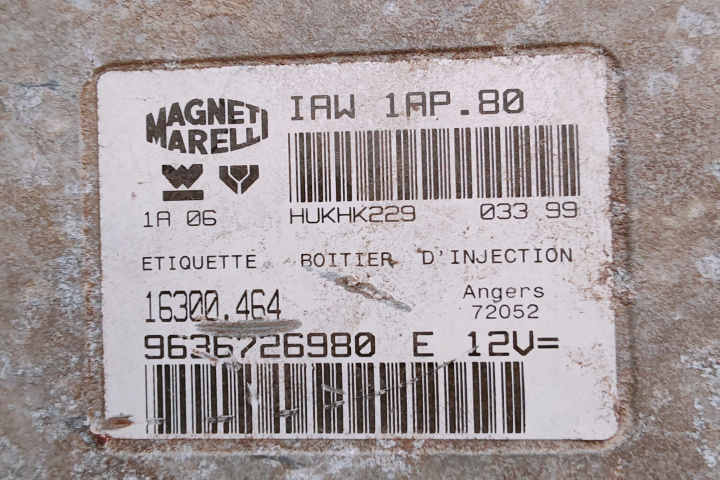 MAGNETI
MARELLI
IAW 1AP.80
1A 06
HUKHK229 033 99
ETIQUETTE BOITIER D'INJECTION
16300.464
Angers
72052
9636726980 E 12V=